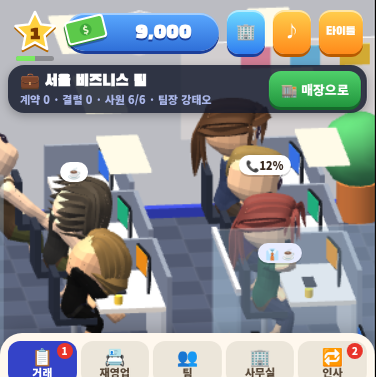 1
9,000
타이틀
서울 비즈니스 팀
계약 0 · 결렬 0 · 사원 6/6 · 팀장 강태오
매장으로
12%
1
2
거래
재영업
팀
사무실
인사